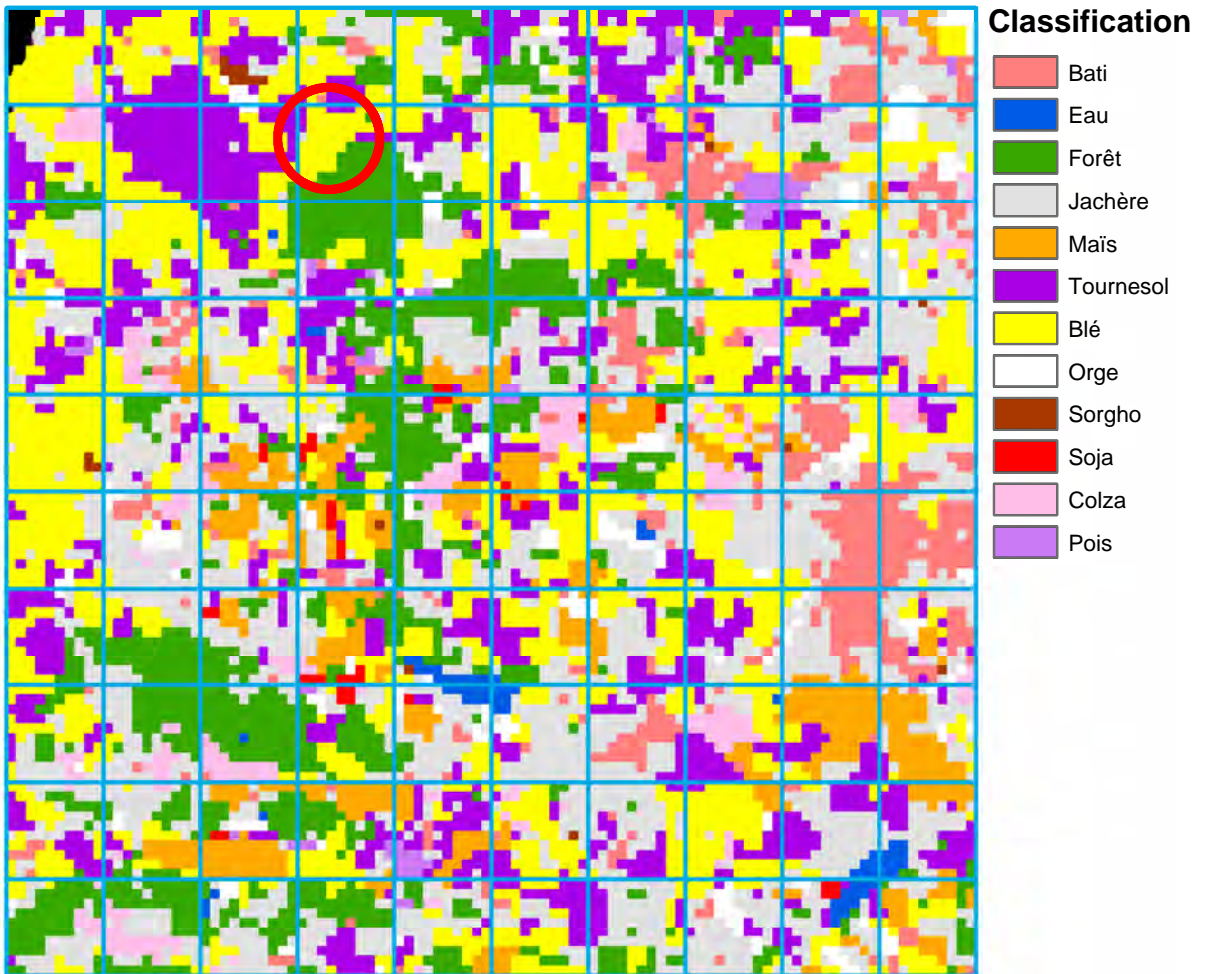 Classification
Bati
Eau
Forêt
Jachère
Maïs
Tournesol
Blé
Orge
Sorgho
Soja
Colza
Pois